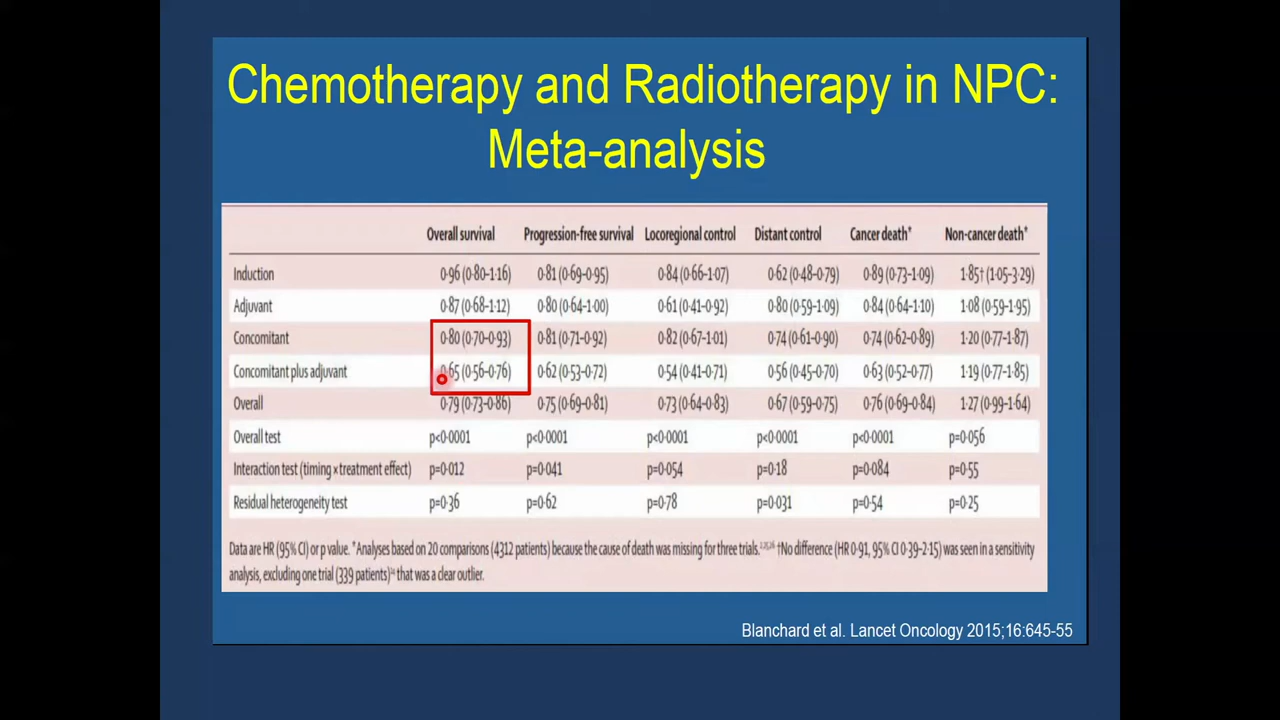 Chemotherapy and Radiotherapy in NPC:
Meta-analysis
Overall survival Progression-free survival Locoregional control Distant control Cancer death* Non-cancer death*
Induction 0·96 (0·80–1·16) 0·81 (0·69–0·95) 0·84 (0·66–1·07) 0·62 (0·48–0·79) 0·89 (0·73–1·09) 1·85† (1·05–3·29)
Adjuvant 0·87 (0·68–1·12) 0·80 (0·64–1·00) 0·61 (0·41–0·92) 0·80 (0·59–1·09) 0·84 (0·64–1·10) 1·08 (0·59–1·95)
Concomitant 0·80 (0·70–0·93) 0·81 (0·71–0·92) 0·82 (0·67–1·01) 0·74 (0·61–0·90) 0·74 (0·62–0·89) 1·20 (0·77–1·87)
Concomitant plus adjuvant 0·65 (0·56–0·76) 0·62 (0·53–0·72) 0·54 (0·41–0·71) 0·56 (0·45–0·70) 0·63 (0·52–0·77) 1·19 (0·77–1·85)
Overall 0·79 (0·73–0·86) 0·75 (0·69–0·81) 0·73 (0·64–0·83) 0·67 (0·59–0·75) 0·76 (0·69–0·84) 1·27 (0·99–1·64)
Overall test p<0·0001 p<0·0001 p<0·0001 p<0·0001 p<0·0001 p=0·056
Interaction test (timing × treatment effect) p=0·012 p=0·041 p=0·054 p=0·18 p=0·084 p=0·55
Residual heterogeneity test p=0·36 p=0·62 p=0·78 p=0·031 p=0·54 p=0·25
Data are HR (95% CI) or p value. *Analyses based on 20 comparisons (4312 patients) because the cause of death was missing for three trials. †No difference (HR 0·91, 95% CI 0·39–2·15) was seen in a sensitivity
analysis, excluding one trial (339 patients) that was a clear outlier.
Blanchard et al. Lancet Oncology 2015;16:645-55